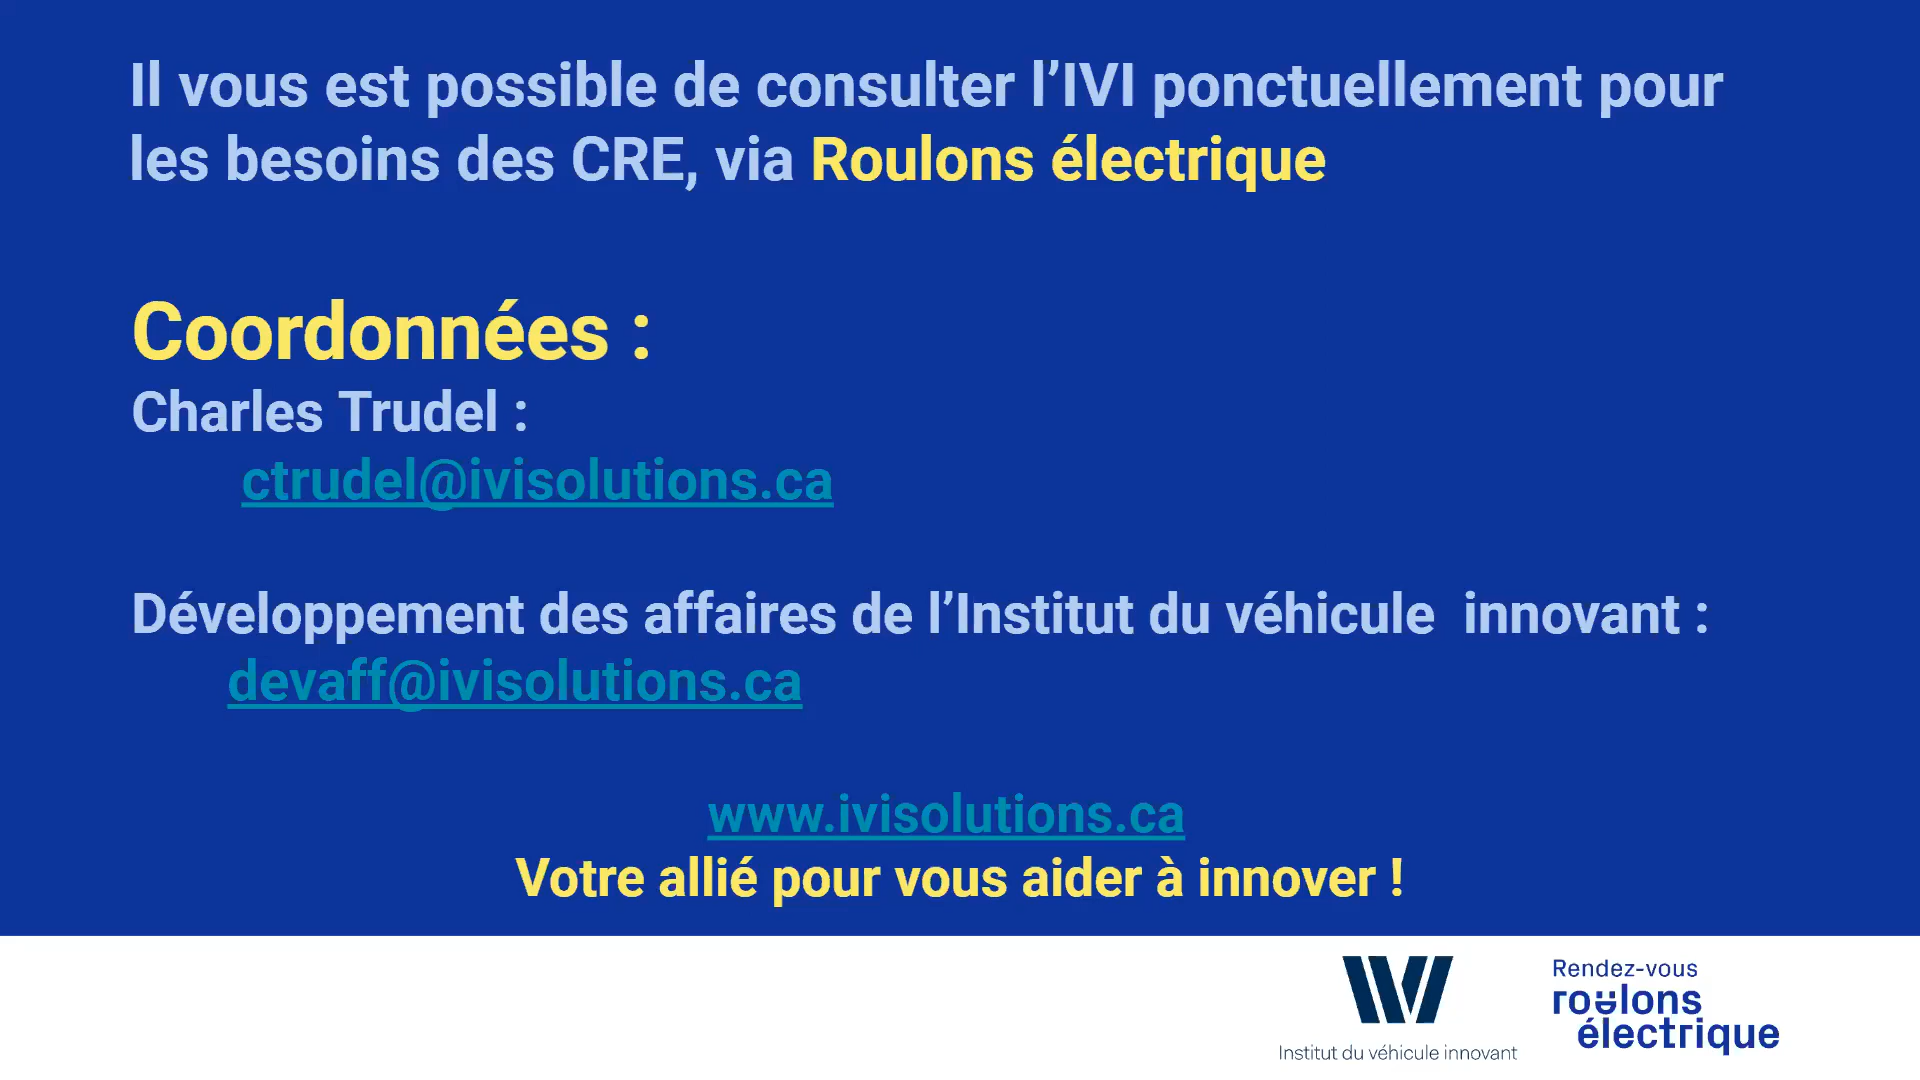 Il vous est possible de consulter l’IVI ponctuellement pour
les besoins des CRE, via Roulons électrique
Coordonnées :
Charles Trudel :
ctrudel@ivisolutions.ca
Développement des affaires de l’Institut du véhicule  innovant :
devaff@ivisolutions.ca
www.ivisolutions.ca
Votre allié pour vous aider à innover !
IVI
Institut du véhicule innovant
Rendez-vous
roulons
électrique